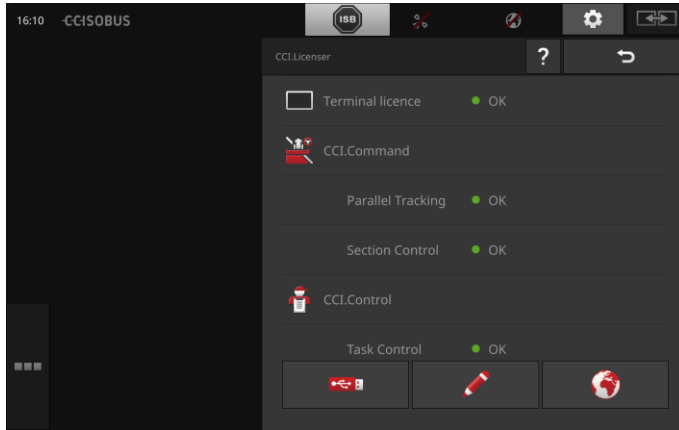 16:10 CCISOBUS ISB
CCI.Licenser ?
Terminal licence OK
CCI.Command
Parallel Tracking OK
Section Control OK
CCI.Control
Task Control OK